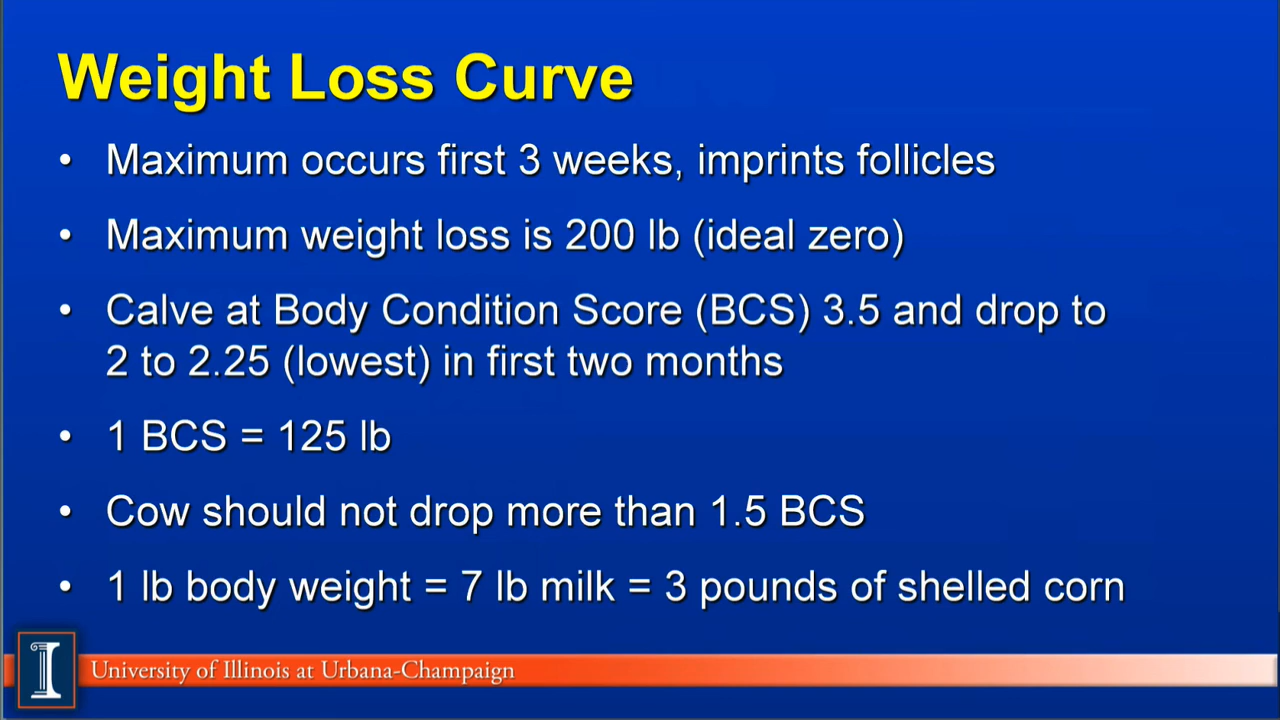 Weight Loss Curve
• Maximum occurs first 3 weeks, imprints follicles
• Maximum weight loss is 200 lb (ideal zero)
• Calve at Body Condition Score (BCS) 3.5 and drop to
2 to 2.25 (lowest) in first two months
• 1 BCS = 125 lb
• Cow should not drop more than 1.5 BCS
• 1 lb body weight = 7 lb milk = 3 pounds of shelled corn
I University of Illinois at Urbana-Champaign